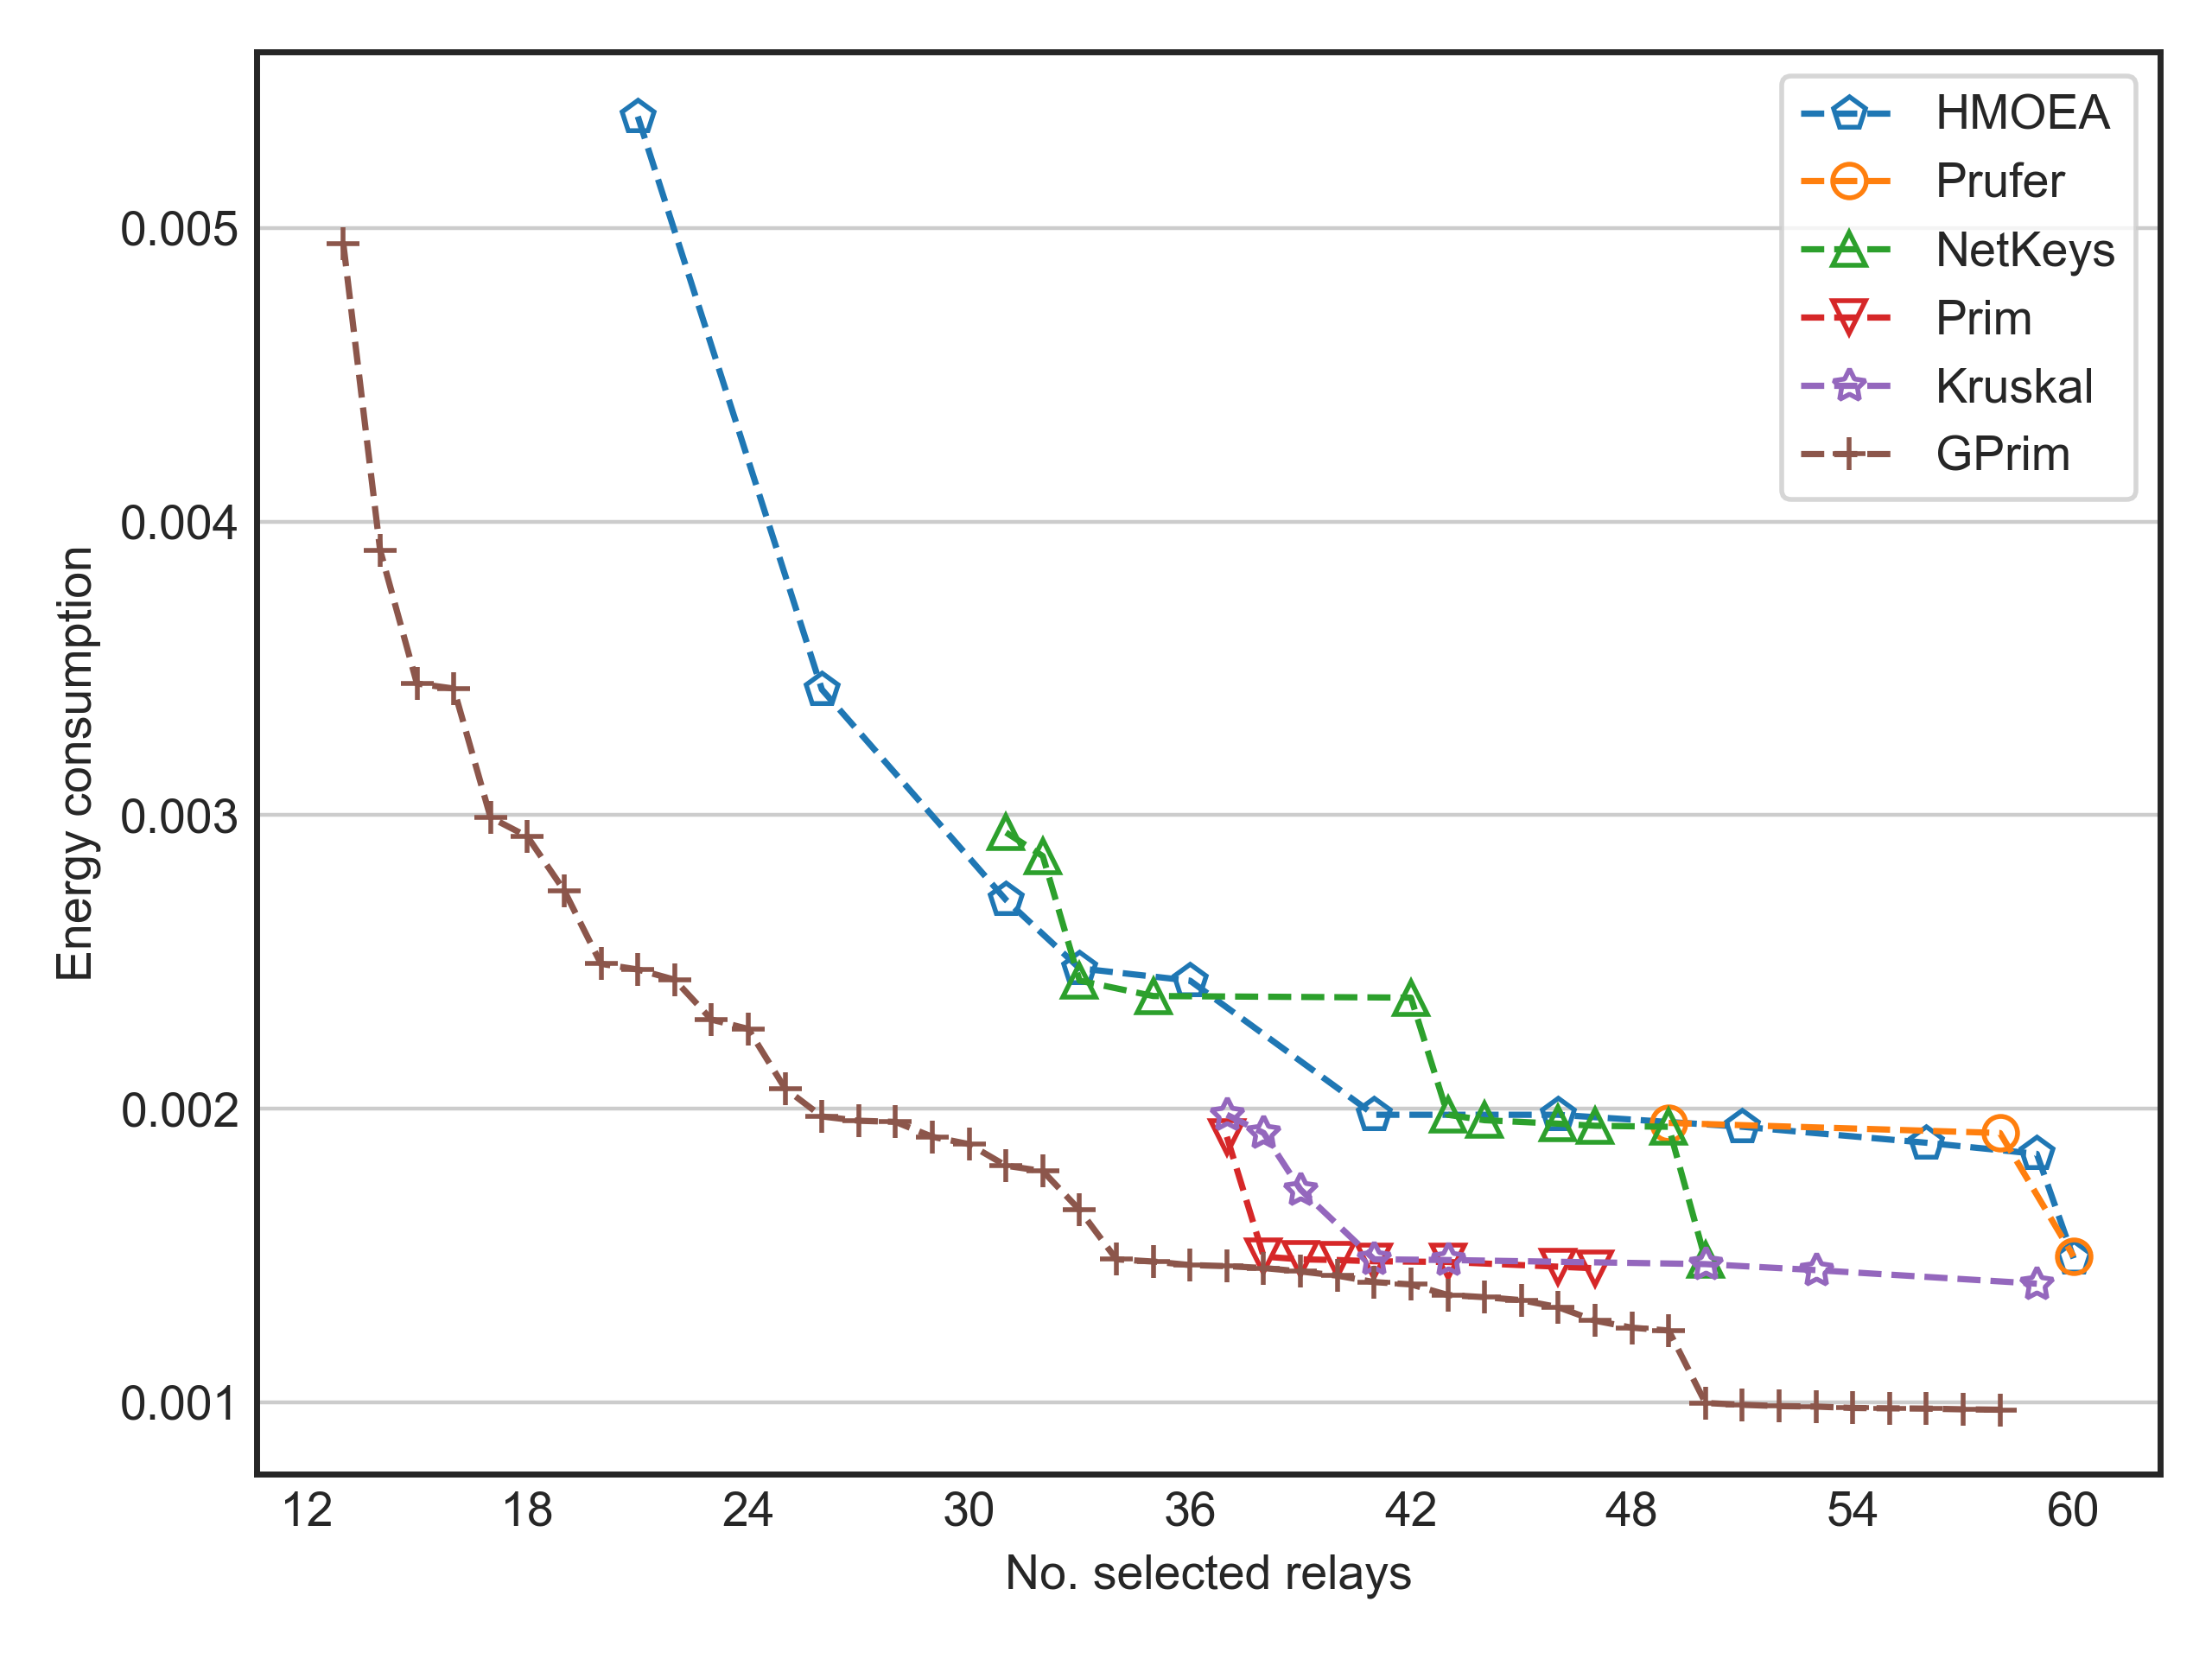 HMOEA
Prufer
NetKeys
Prim
Kruskal
GPrim
Energy consumption
0.005
0.004
0.003
0.002
0.001
12 18 24 30 36 42 48 54 60
No. selected relays